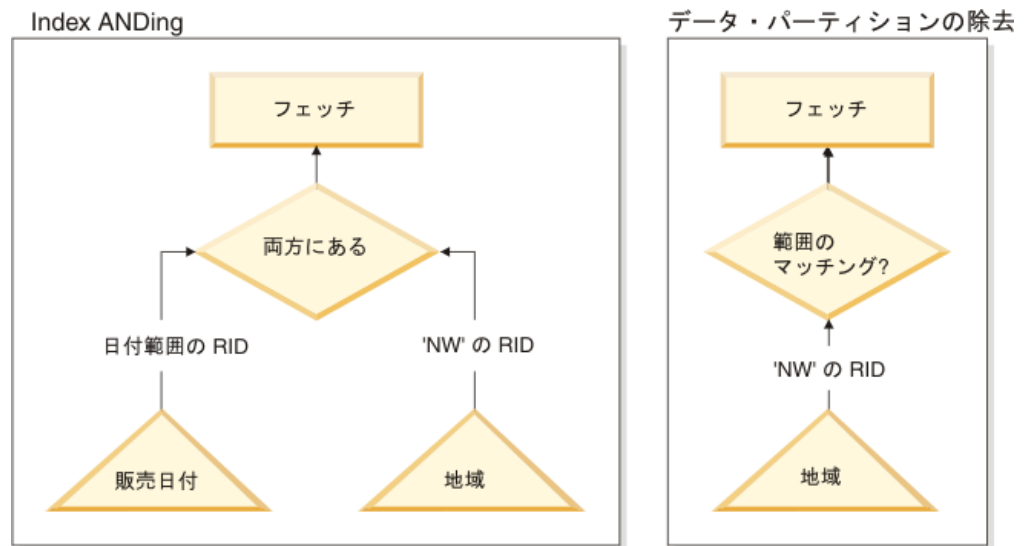 Index ANDing
フェッチ
両方にある
日付範囲の RID
'NW' の RID
販売日付
地域
データ・パーティションの除去
フェッチ
範囲の
マッチング?
'NW' の RID
地域